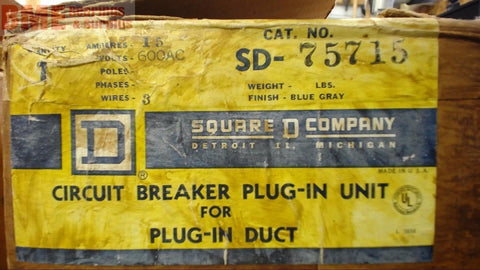 CAT. NO.
QUANTITY AMPERES- 15 SD- 75715
1 VOLTS- 600AC
POLES-
PHASES- WEIGHT - LBS.
WIRES- 3 FINISH - BLUE GRAY
D SQUARE D COMPANY
DETROIT 11, MICHIGAN
MADE IN U.S.A.
CIRCUIT BREAKER PLUG-IN UNIT
FOR
PLUG-IN DUCT